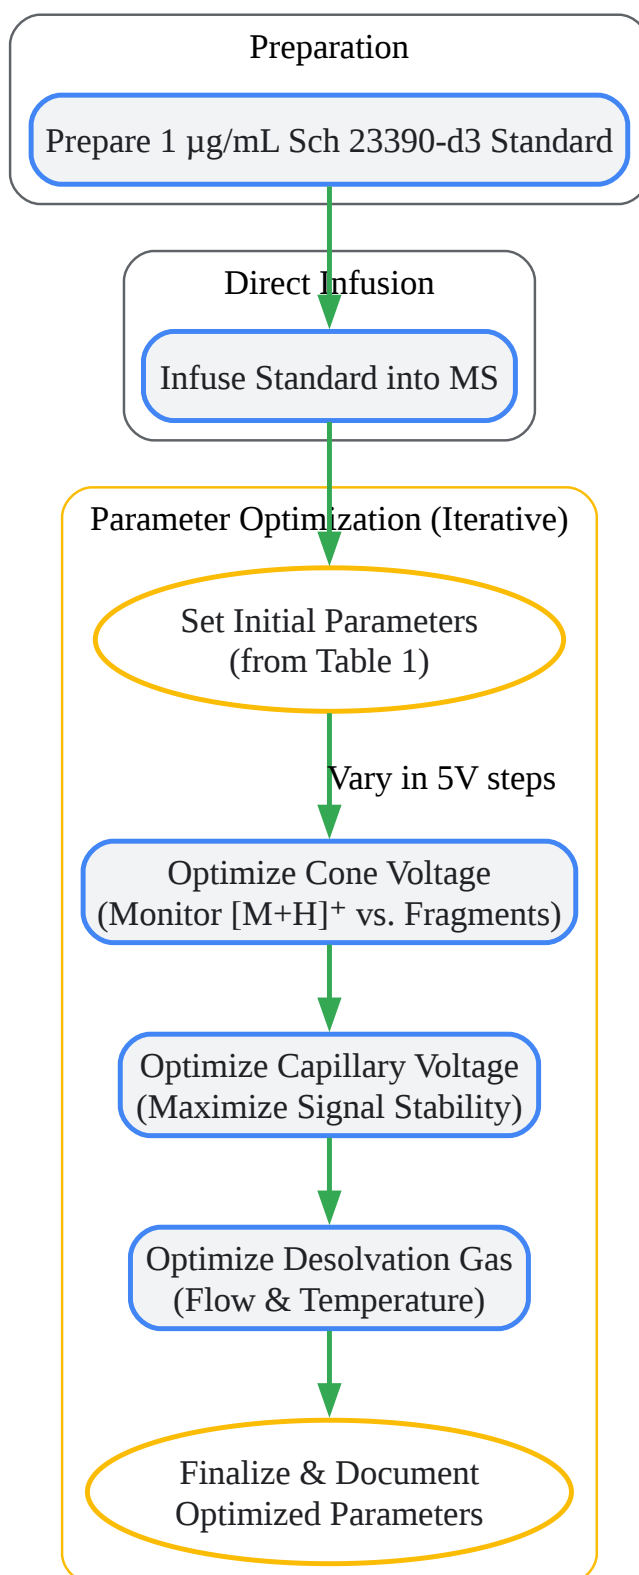 Preparation
Prepare 1 µg/mL Sch 23390-d3 Standard
Direct Infusion
Infuse Standard into MS
Parameter Optimization (Iterative)
Set Initial Parameters
(from Table 1)
Vary in 5V steps
Optimize Cone Voltage
(Monitor [M+H]⁺ vs. Fragments)
Optimize Capillary Voltage
(Maximize Signal Stability)
Optimize Desolvation Gas
(Flow & Temperature)
Finalize & Document
Optimized Parameters